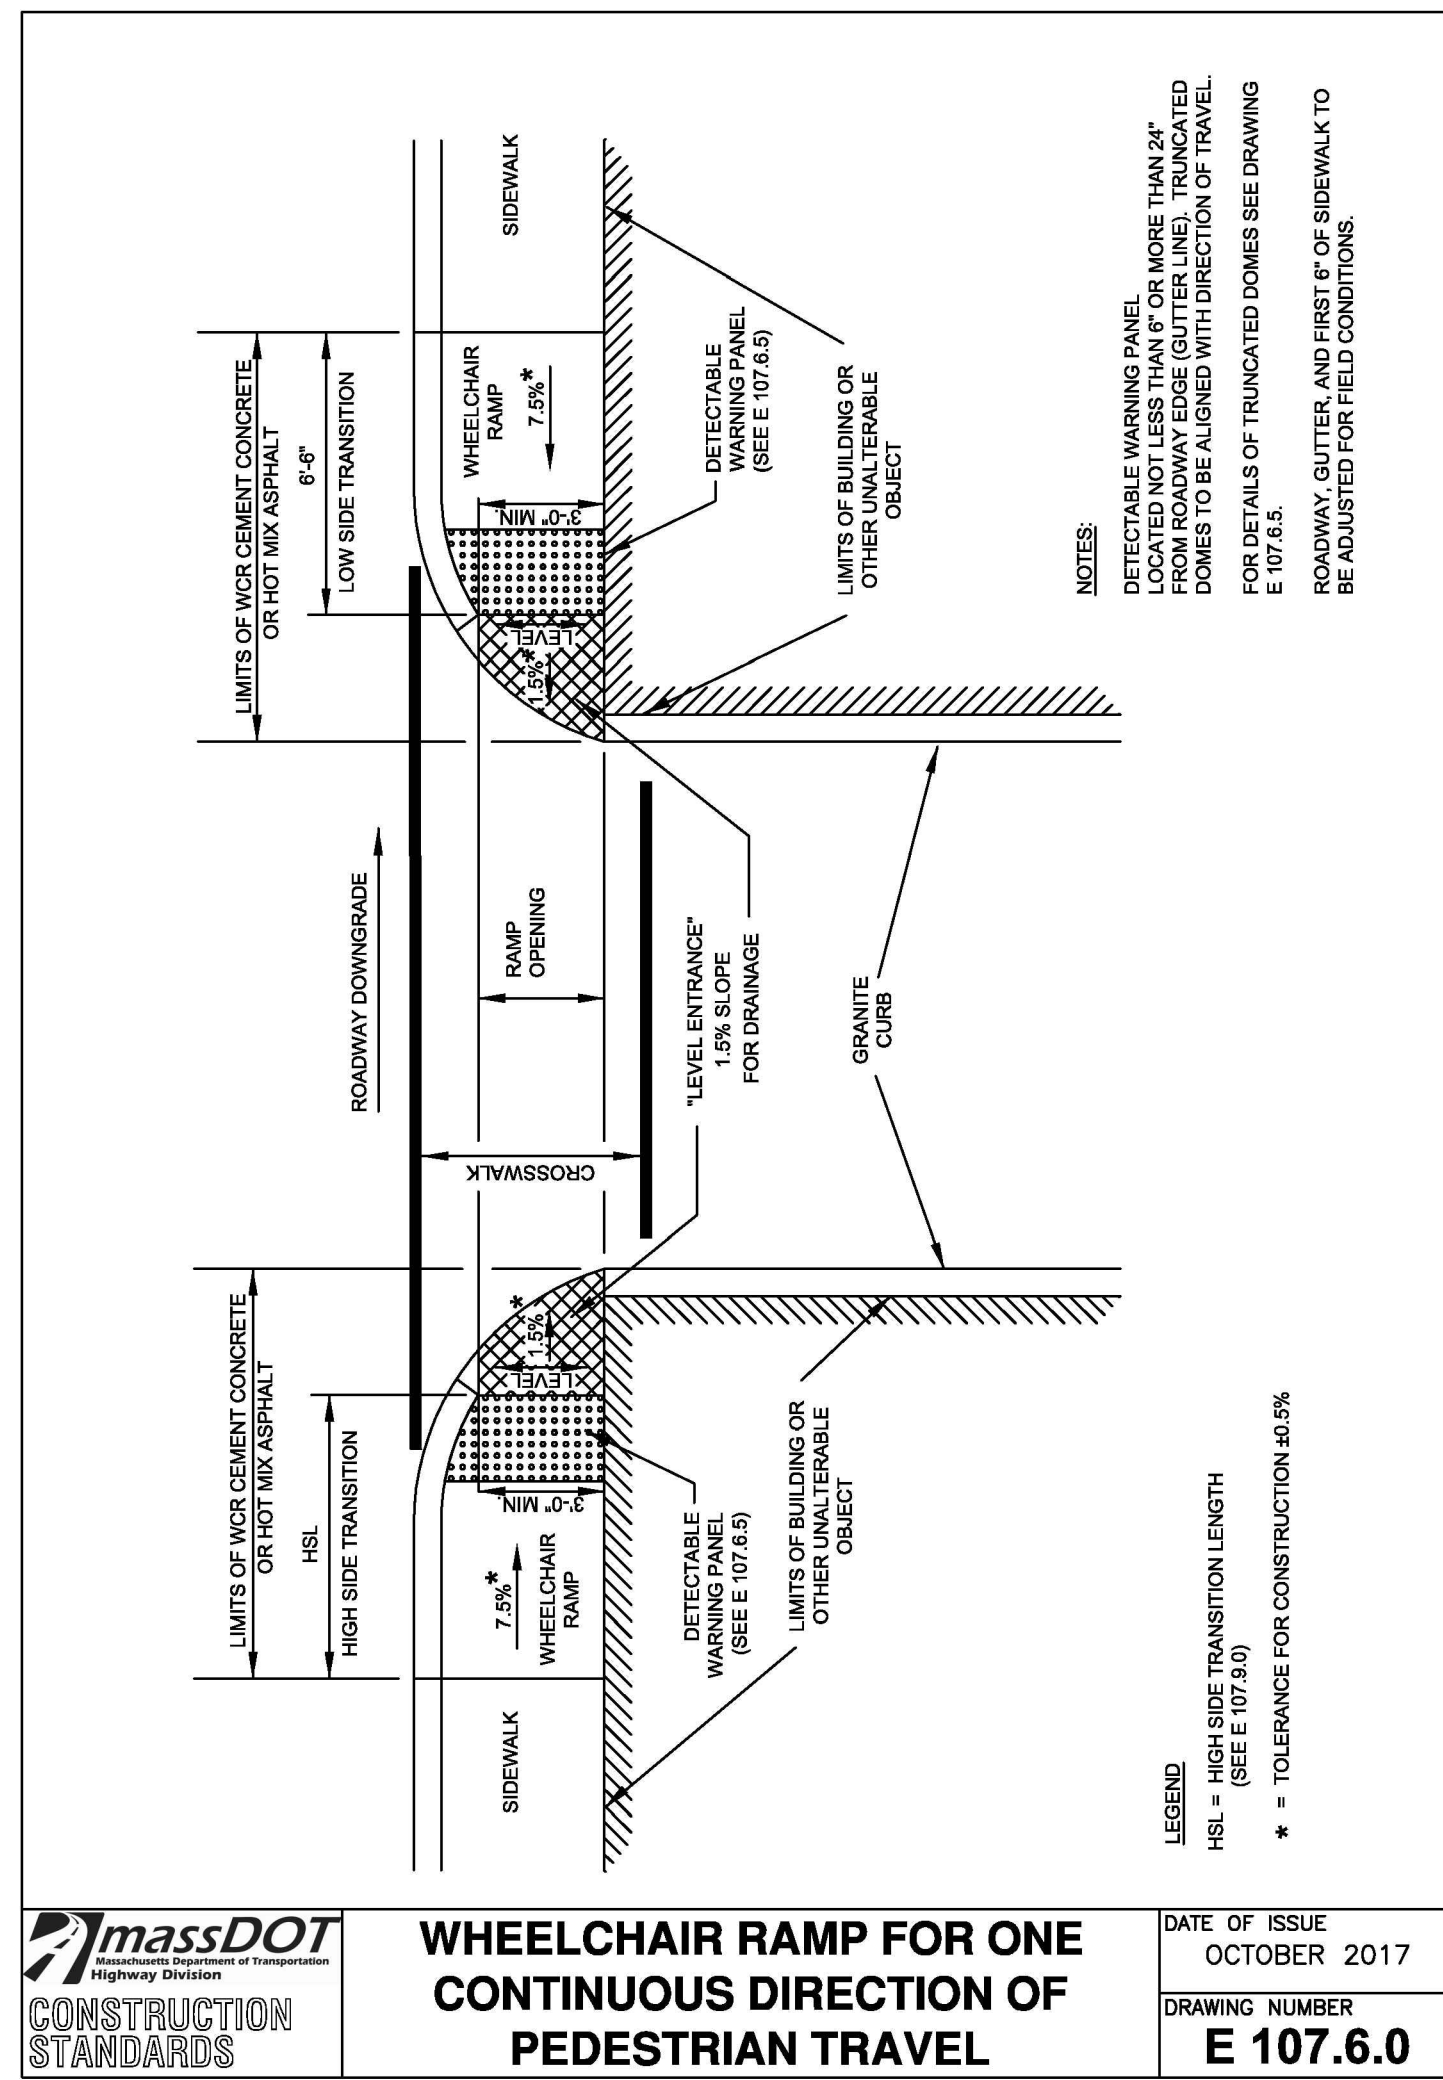 LIMITS OF WCR CEMENT CONCRETE
OR HOT MIX ASPHALT
HSL
HIGH SIDE TRANSITION
SIDEWALK
7.5%*
WHEELCHAIR
RAMP
3'-0" MIN.
LEVEL
1.5%*
DETECTABLE
WARNING PANEL
(SEE E 107.6.5)
LIMITS OF BUILDING OR
OTHER UNALTERABLE
OBJECT
ROADWAY DOWNGRADE
CROSSWALK
RAMP
OPENING
"LEVEL ENTRANCE"
1.5% SLOPE
FOR DRAINAGE
GRANITE
CURB
LIMITS OF WCR CEMENT CONCRETE
OR HOT MIX ASPHALT
6'-6"
LOW SIDE TRANSITION
SIDEWALK
WHEELCHAIR
RAMP
7.5%*
3'-0" MIN.
LEVEL
1.5%*
DETECTABLE
WARNING PANEL
(SEE E 107.6.5)
LIMITS OF BUILDING OR
OTHER UNALTERABLE
OBJECT
NOTES:
DETECTABLE WARNING PANEL
LOCATED NOT LESS THAN 6" OR MORE THAN 24"
FROM ROADWAY EDGE (GUTTER LINE). TRUNCATED
DOMES TO BE ALIGNED WITH DIRECTION OF TRAVEL.
FOR DETAILS OF TRUNCATED DOMES SEE DRAWING
E 107.6.5.
ROADWAY, GUTTER, AND FIRST 6" OF SIDEWALK TO
BE ADJUSTED FOR FIELD CONDITIONS.
LEGEND
HSL = HIGH SIDE TRANSITION LENGTH
(SEE E 107.9.0)
* = TOLERANCE FOR CONSTRUCTION ±0.5%
massDOT
Massachusetts Department of Transportation
Highway Division
CONSTRUCTION
STANDARDS
WHEELCHAIR RAMP FOR ONE
CONTINUOUS DIRECTION OF
PEDESTRIAN TRAVEL
DATE OF ISSUE
OCTOBER 2017
DRAWING NUMBER
E 107.6.0